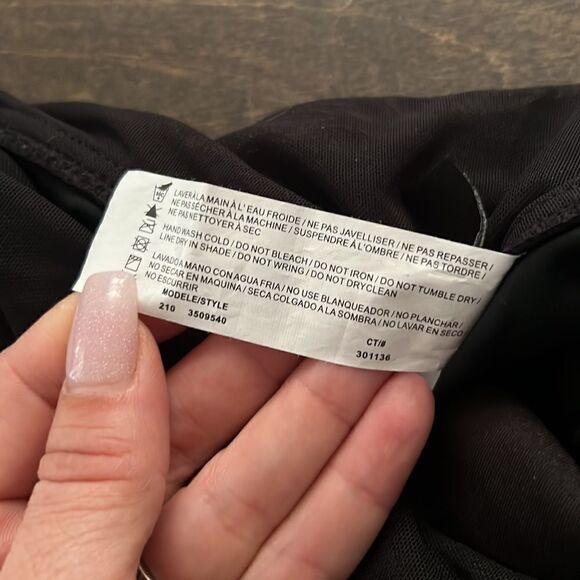 LAVER À LA MAIN À L' EAU FROIDE / NE PAS JAVELLISER / NE PAS REPASSER /
NE PAS SÉCHER À LA MACHINE / SUSPENDRE À L'OMBRE / NE PAS TORDRE /
NE PAS NETTOYER À SEC
HAND WASH COLD / DO NOT BLEACH / DO NOT IRON / DO NOT TUMBLE DRY /
LINE DRY IN SHADE / DO NOT WRING / DO NOT DRYCLEAN
LAVADO A MANO CON AGUA FRIA / NO USE BLANQUEADOR / NO PLANCHAR /
NO SECAR EN MAQUINA / SECA COLGADO A LA SOMBRA / NO LAVAR EN SECO
NO ESCURRIR
MODELE/STYLE
210 3509540
CT/#
301136